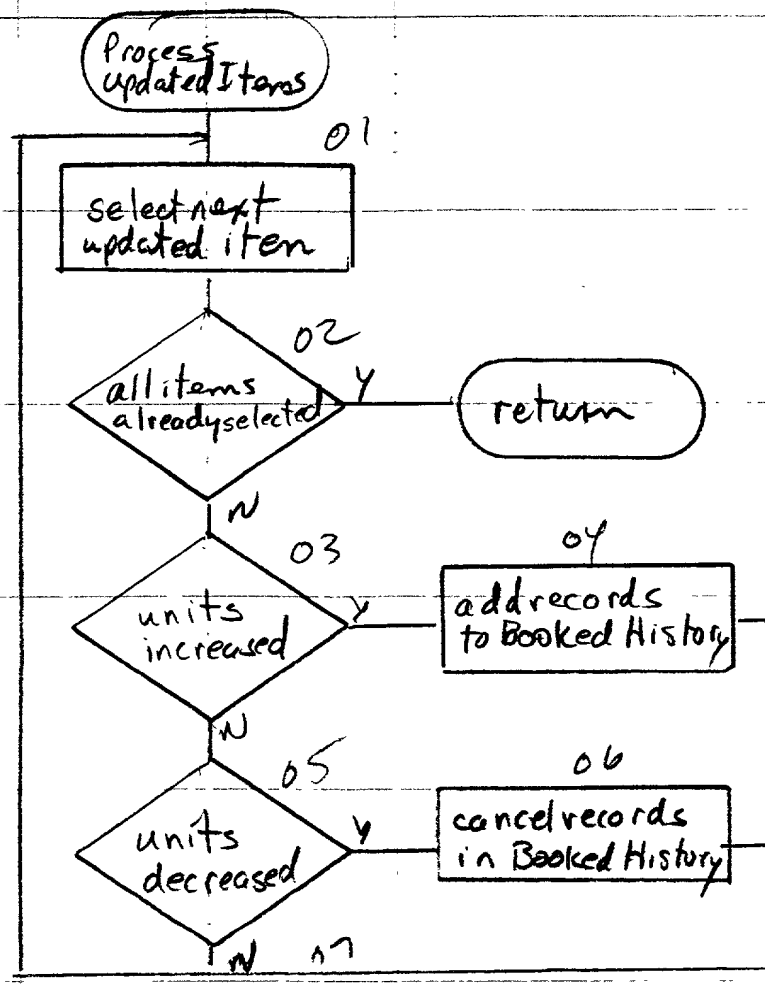 Process
updated Items
01
select next
updated item
02
all items
already selected
Y
return
N
03
units
increased
Y
04
add records
to Booked History
N
05
units
decreased
Y
06
cancel records
in Booked History
N
07